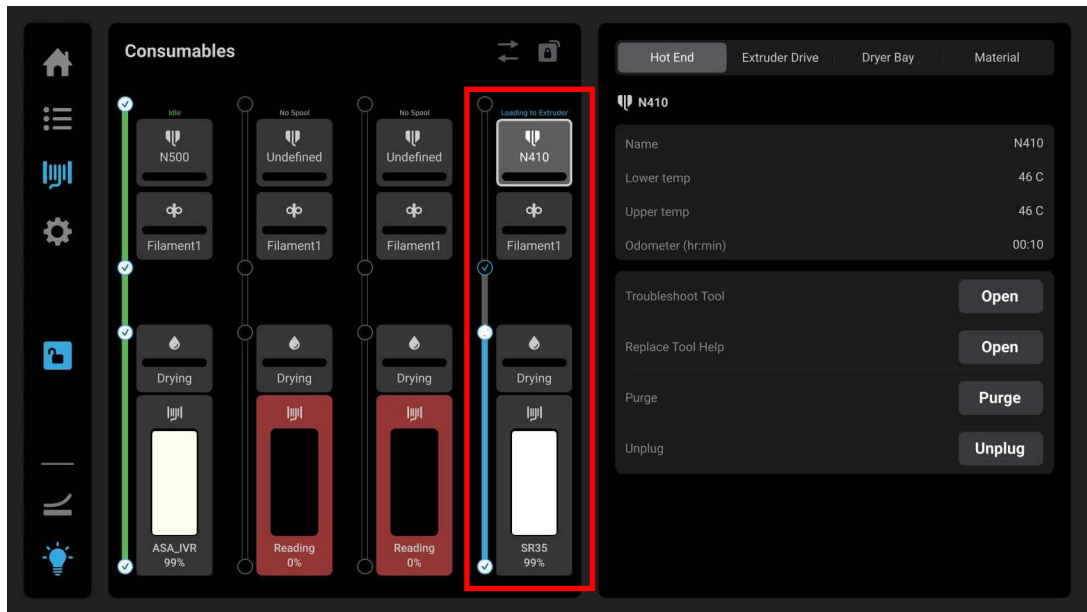 Consumables
Idle
N500
Filament1
Drying
ASA_IVR
99%
No Spool
Undefined
Filament1
Drying
Reading
0%
No Spool
Undefined
Filament1
Drying
Reading
0%
Loading to Extruder
N410
Filament1
Drying
SR35
99%
Hot End Extruder Drive Dryer Bay Material
N410
Name N410
Lower temp 46 C
Upper temp 46 C
Odometer (hr:min) 00:10
Troubleshoot Tool Open
Replace Tool Help Open
Purge Purge
Unplug Unplug